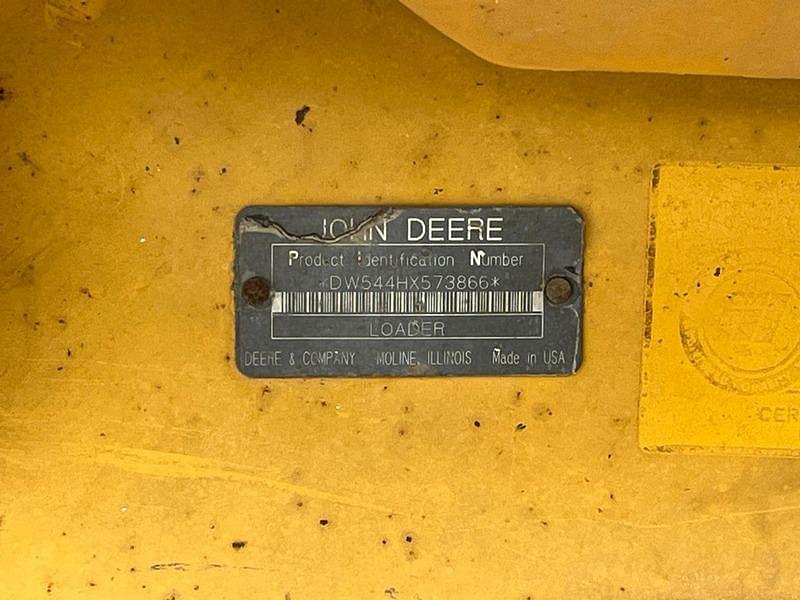 JOHN DEERE
Product Identification Number
*DW544HX573866*
LOADER
DEERE & COMPANY MOLINE, ILLINOIS Made in USA
CER